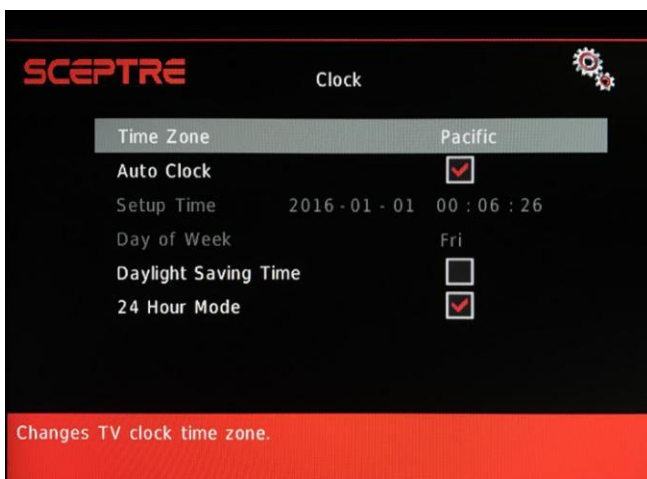 SCEPTRE
Clock
Time Zone Pacific
Auto Clock
Setup Time 2016 - 01 - 01 00 : 06 : 26
Day of Week Fri
Daylight Saving Time
24 Hour Mode
Changes TV clock time zone.